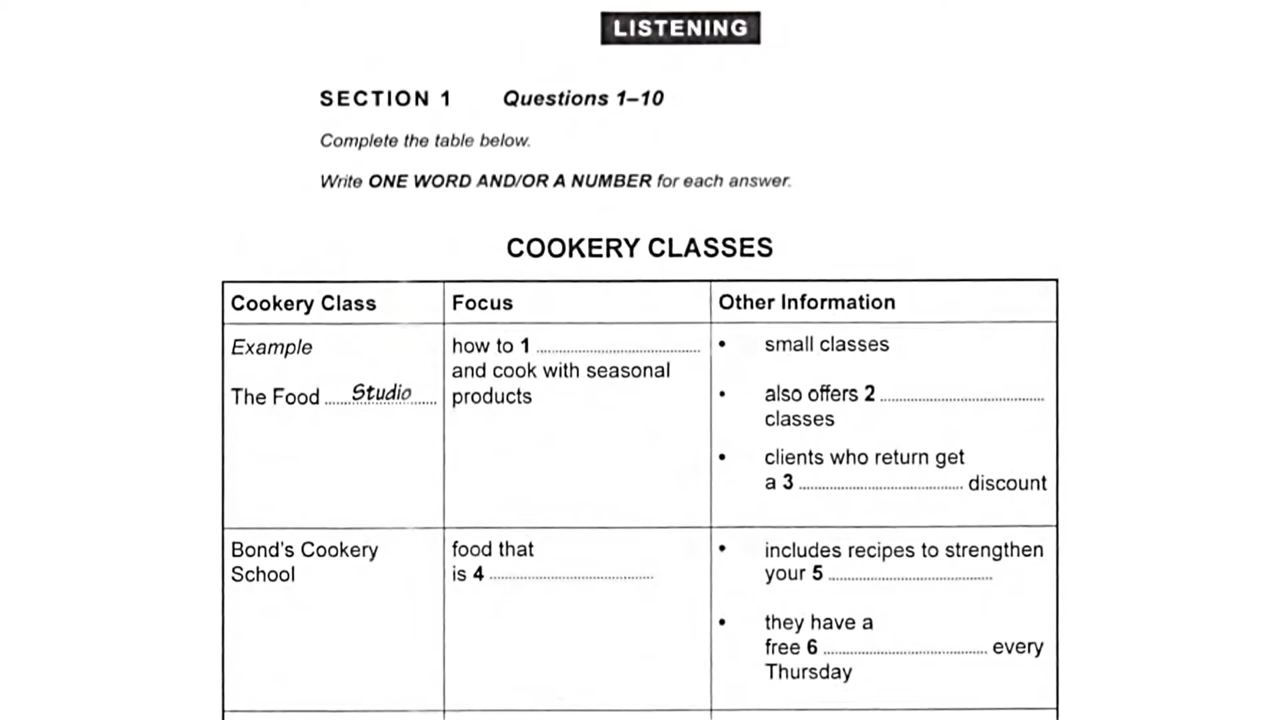 LISTENING
SECTION 1 Questions 1–10
Complete the table below.
Write ONE WORD AND/OR A NUMBER for each answer.
COOKERY CLASSES
Cookery Class Focus Other Information
Example
The Food ......Studio......
how to 1 ..............................
and cook with seasonal
products
• small classes
• also offers 2 ..............................
classes
• clients who return get
a 3 .............................. discount
Bond's Cookery
School
food that
is 4 ..............................
• includes recipes to strengthen
your 5 ..............................
• they have a
free 6 .............................. every
Thursday